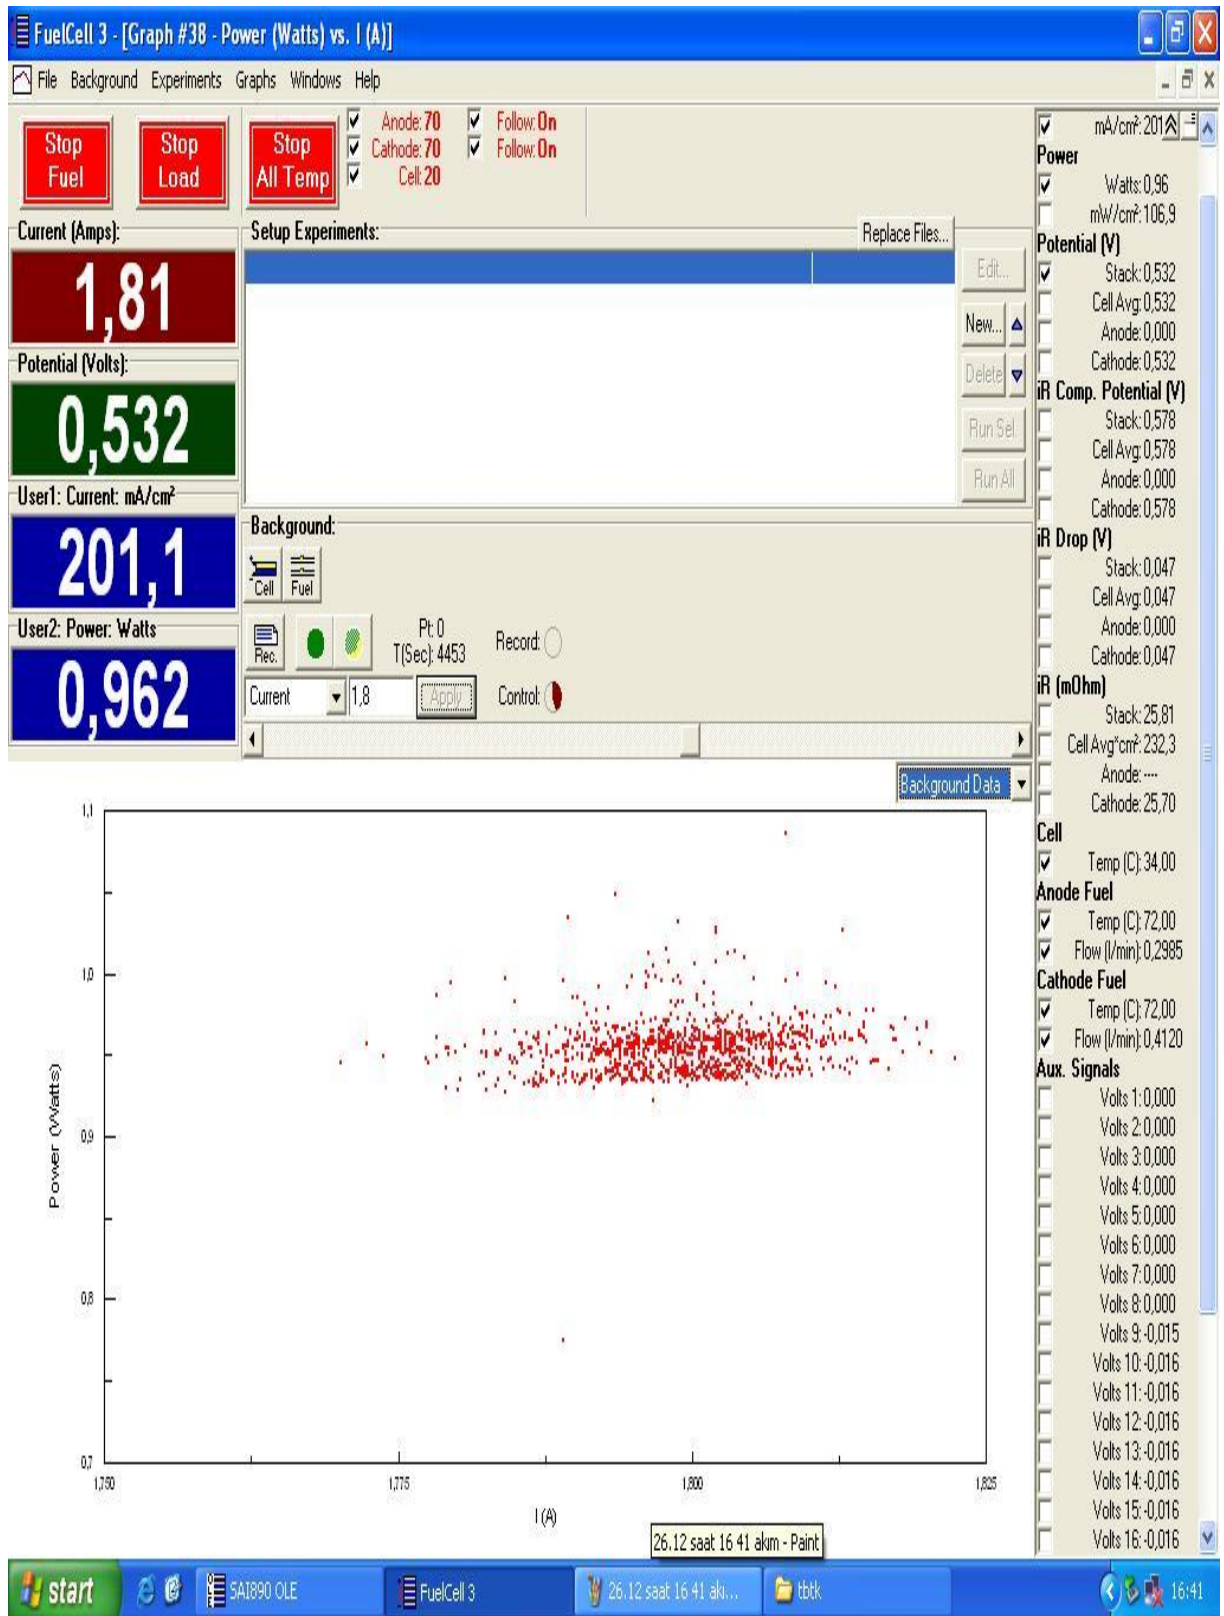 FuelCell 3 - [Graph #38 - Power (Watts) vs. I (A)]
File Background Experiments Graphs Windows Help
Stop Fuel
Stop Load
Stop All Temp
Anode: 70 Follow: On
Cathode: 70 Follow: On
Cell: 20
Current (Amps):
1,81
Potential (Volts):
0,532
User1: Current: mA/cm²
201,1
User2: Power: Watts
0,962
Setup Experiments:
Replace Files...
Edit...
New...
Delete
Run Sel
Run All
Background:
Cell Fuel
Rec.
Pt: 0
T(Sec): 4453
Record:
Current 1,8 Apply Control:
Background Data
mA/cm²: 201
Power
Watts: 0,96
mW/cm²: 106,9
Potential (V)
Stack: 0,532
Cell Avg: 0,532
Anode: 0,000
Cathode: 0,532
iR Comp. Potential (V)
Stack: 0,578
Cell Avg: 0,578
Anode: 0,000
Cathode: 0,578
iR Drop (V)
Stack: 0,047
Cell Avg: 0,047
Anode: 0,000
Cathode: 0,047
iR (mOhm)
Stack: 25,81
Cell Avg*cm²: 232,3
Anode: ----
Cathode: 25,70
Cell
Temp (C): 34,00
Anode Fuel
Temp (C): 72,00
Flow (l/min): 0,2985
Cathode Fuel
Temp (C): 72,00
Flow (l/min): 0,4120
Aux. Signals
Volts 1: 0,000
Volts 2: 0,000
Volts 3: 0,000
Volts 4: 0,000
Volts 5: 0,000
Volts 6: 0,000
Volts 7: 0,000
Volts 8: 0,000
Volts 9: -0,015
Volts 10: -0,016
Volts 11: -0,016
Volts 12: -0,016
Volts 13: -0,016
Volts 14: -0,016
Volts 15: -0,016
Volts 16: -0,016
1,1
1,0
0,9
0,8
0,7
Power (Watts)
1,750 1,775 1,800 1,825
I (A)
26.12 saat 16 41 akım - Paint
start
SAI890 OLE
FuelCell 3
26.12 saat 16 41 akı...
tbtk
16:41